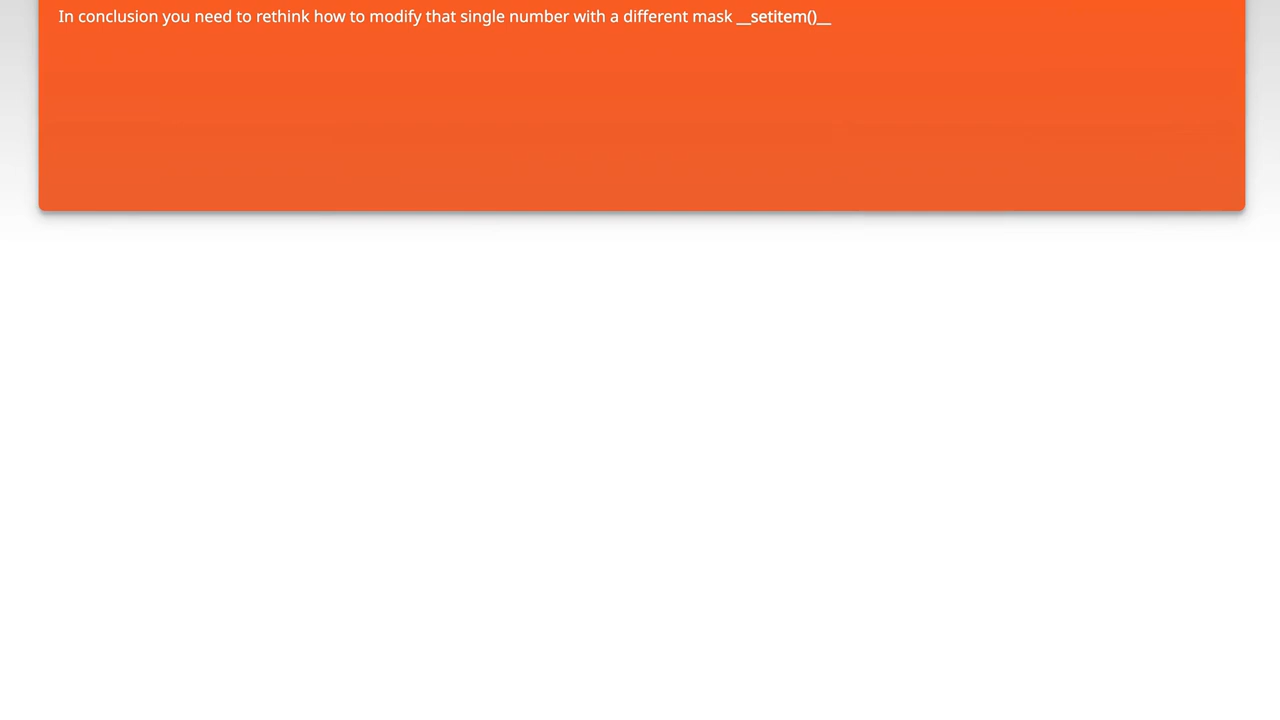 In conclusion you need to rethink how to modify that single number with a different mask __setitem()__